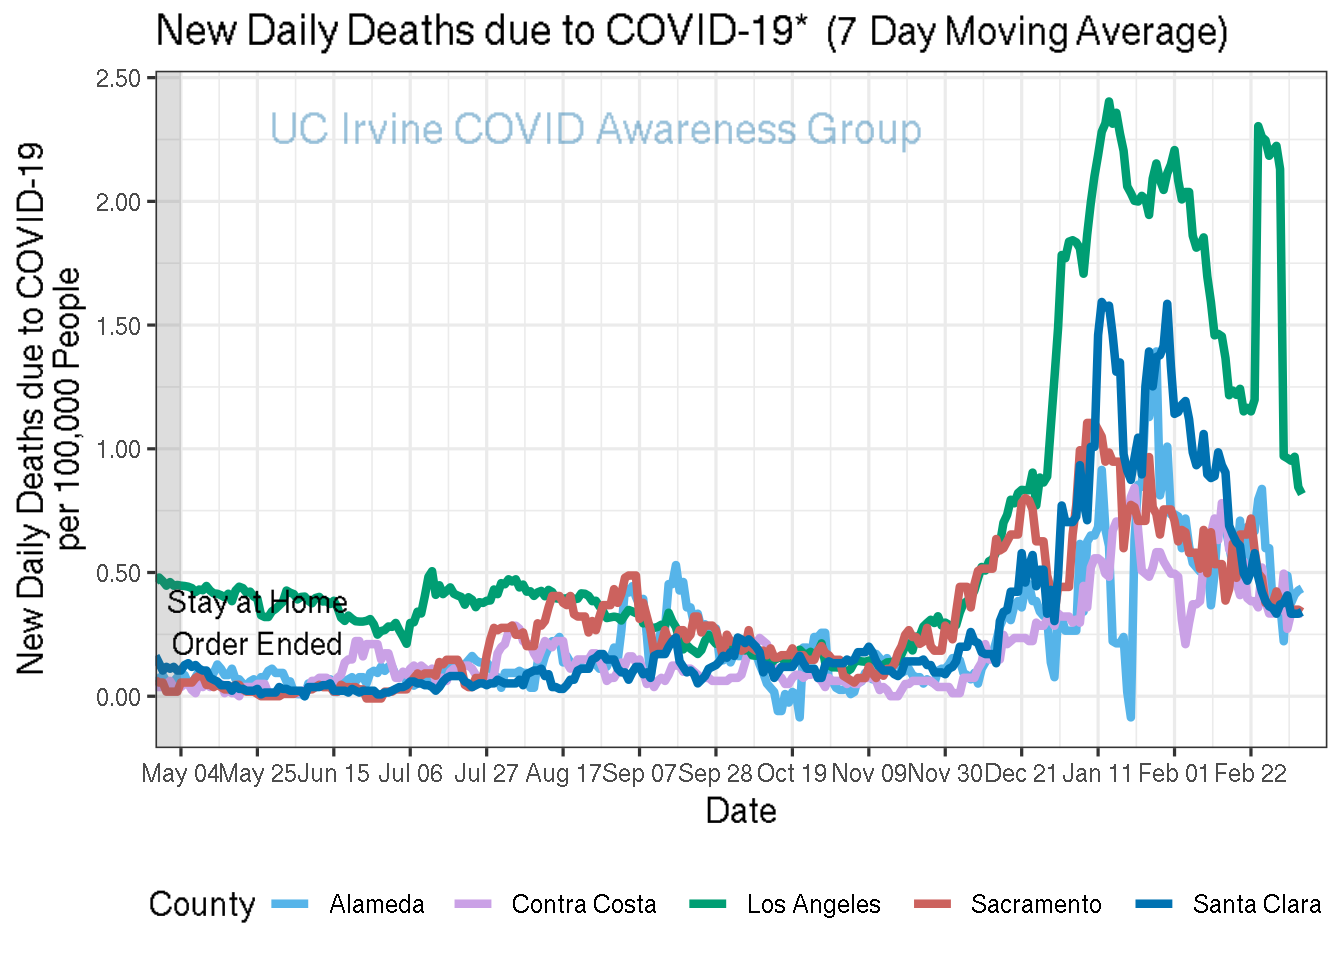 New Daily Deaths due to COVID-19* (7 Day Moving Average)
UC Irvine COVID Awareness Group
New Daily Deaths due to COVID-19
per 100,000 People
2.50
2.00
1.50
1.00
0.50
0.00
Stay at Home
Order Ended
May 04 May 25 Jun 15 Jul 06 Jul 27 Aug 17 Sep 07 Sep 28 Oct 19 Nov 09 Nov 30 Dec 21 Jan 11 Feb 01 Feb 22
Date
County Alameda Contra Costa Los Angeles Sacramento Santa Clara